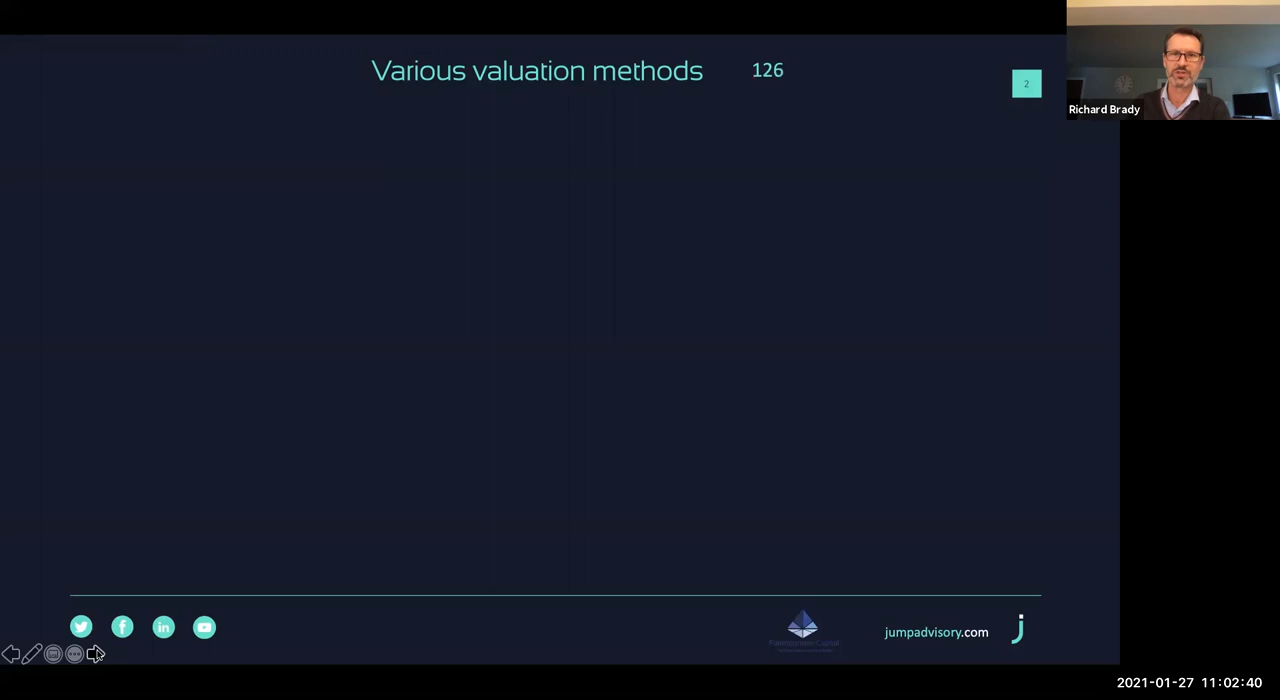 Various valuation methods 126
2
Richard Brady
jumpadvisory.com
2021-01-27 11:02:40